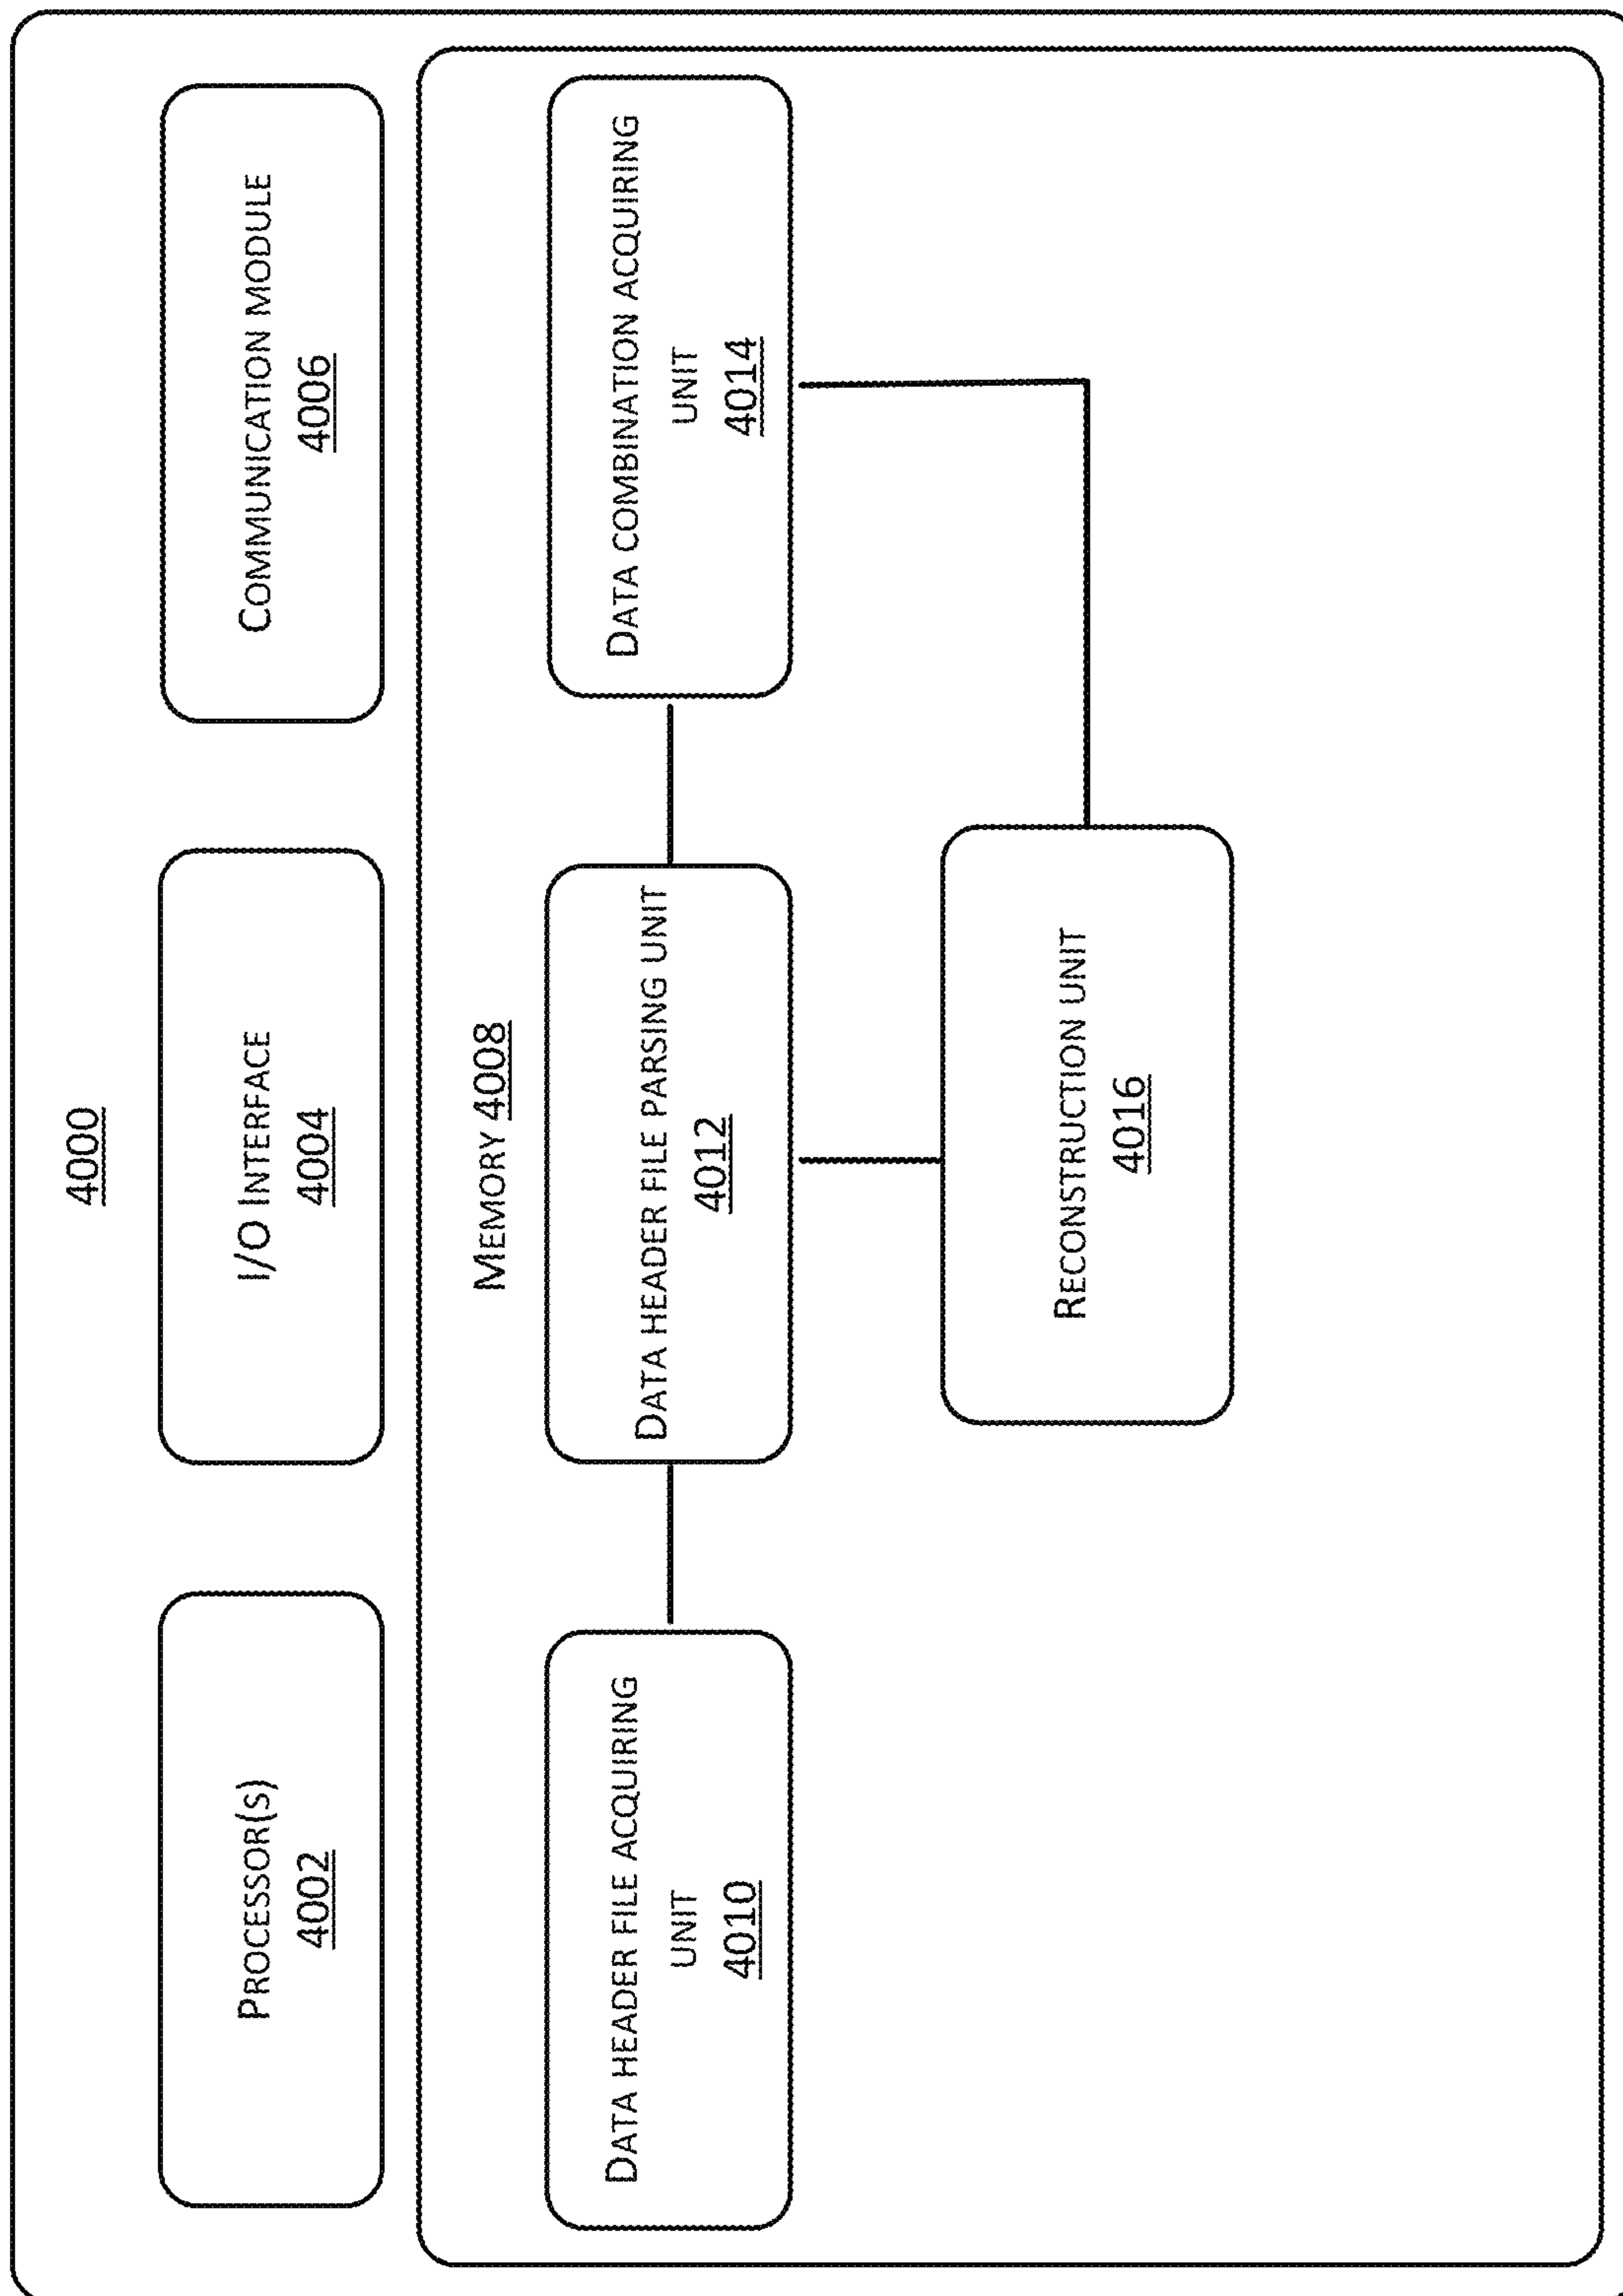 4000
PROCESSOR(S)
4002
I/O INTERFACE
4004
COMMUNICATION MODULE
4006
MEMORY 4008
DATA HEADER FILE ACQUIRING
UNIT
4010
DATA HEADER FILE PARSING UNIT
4012
DATA COMBINATION ACQUIRING
UNIT
4014
RECONSTRUCTION UNIT
4016